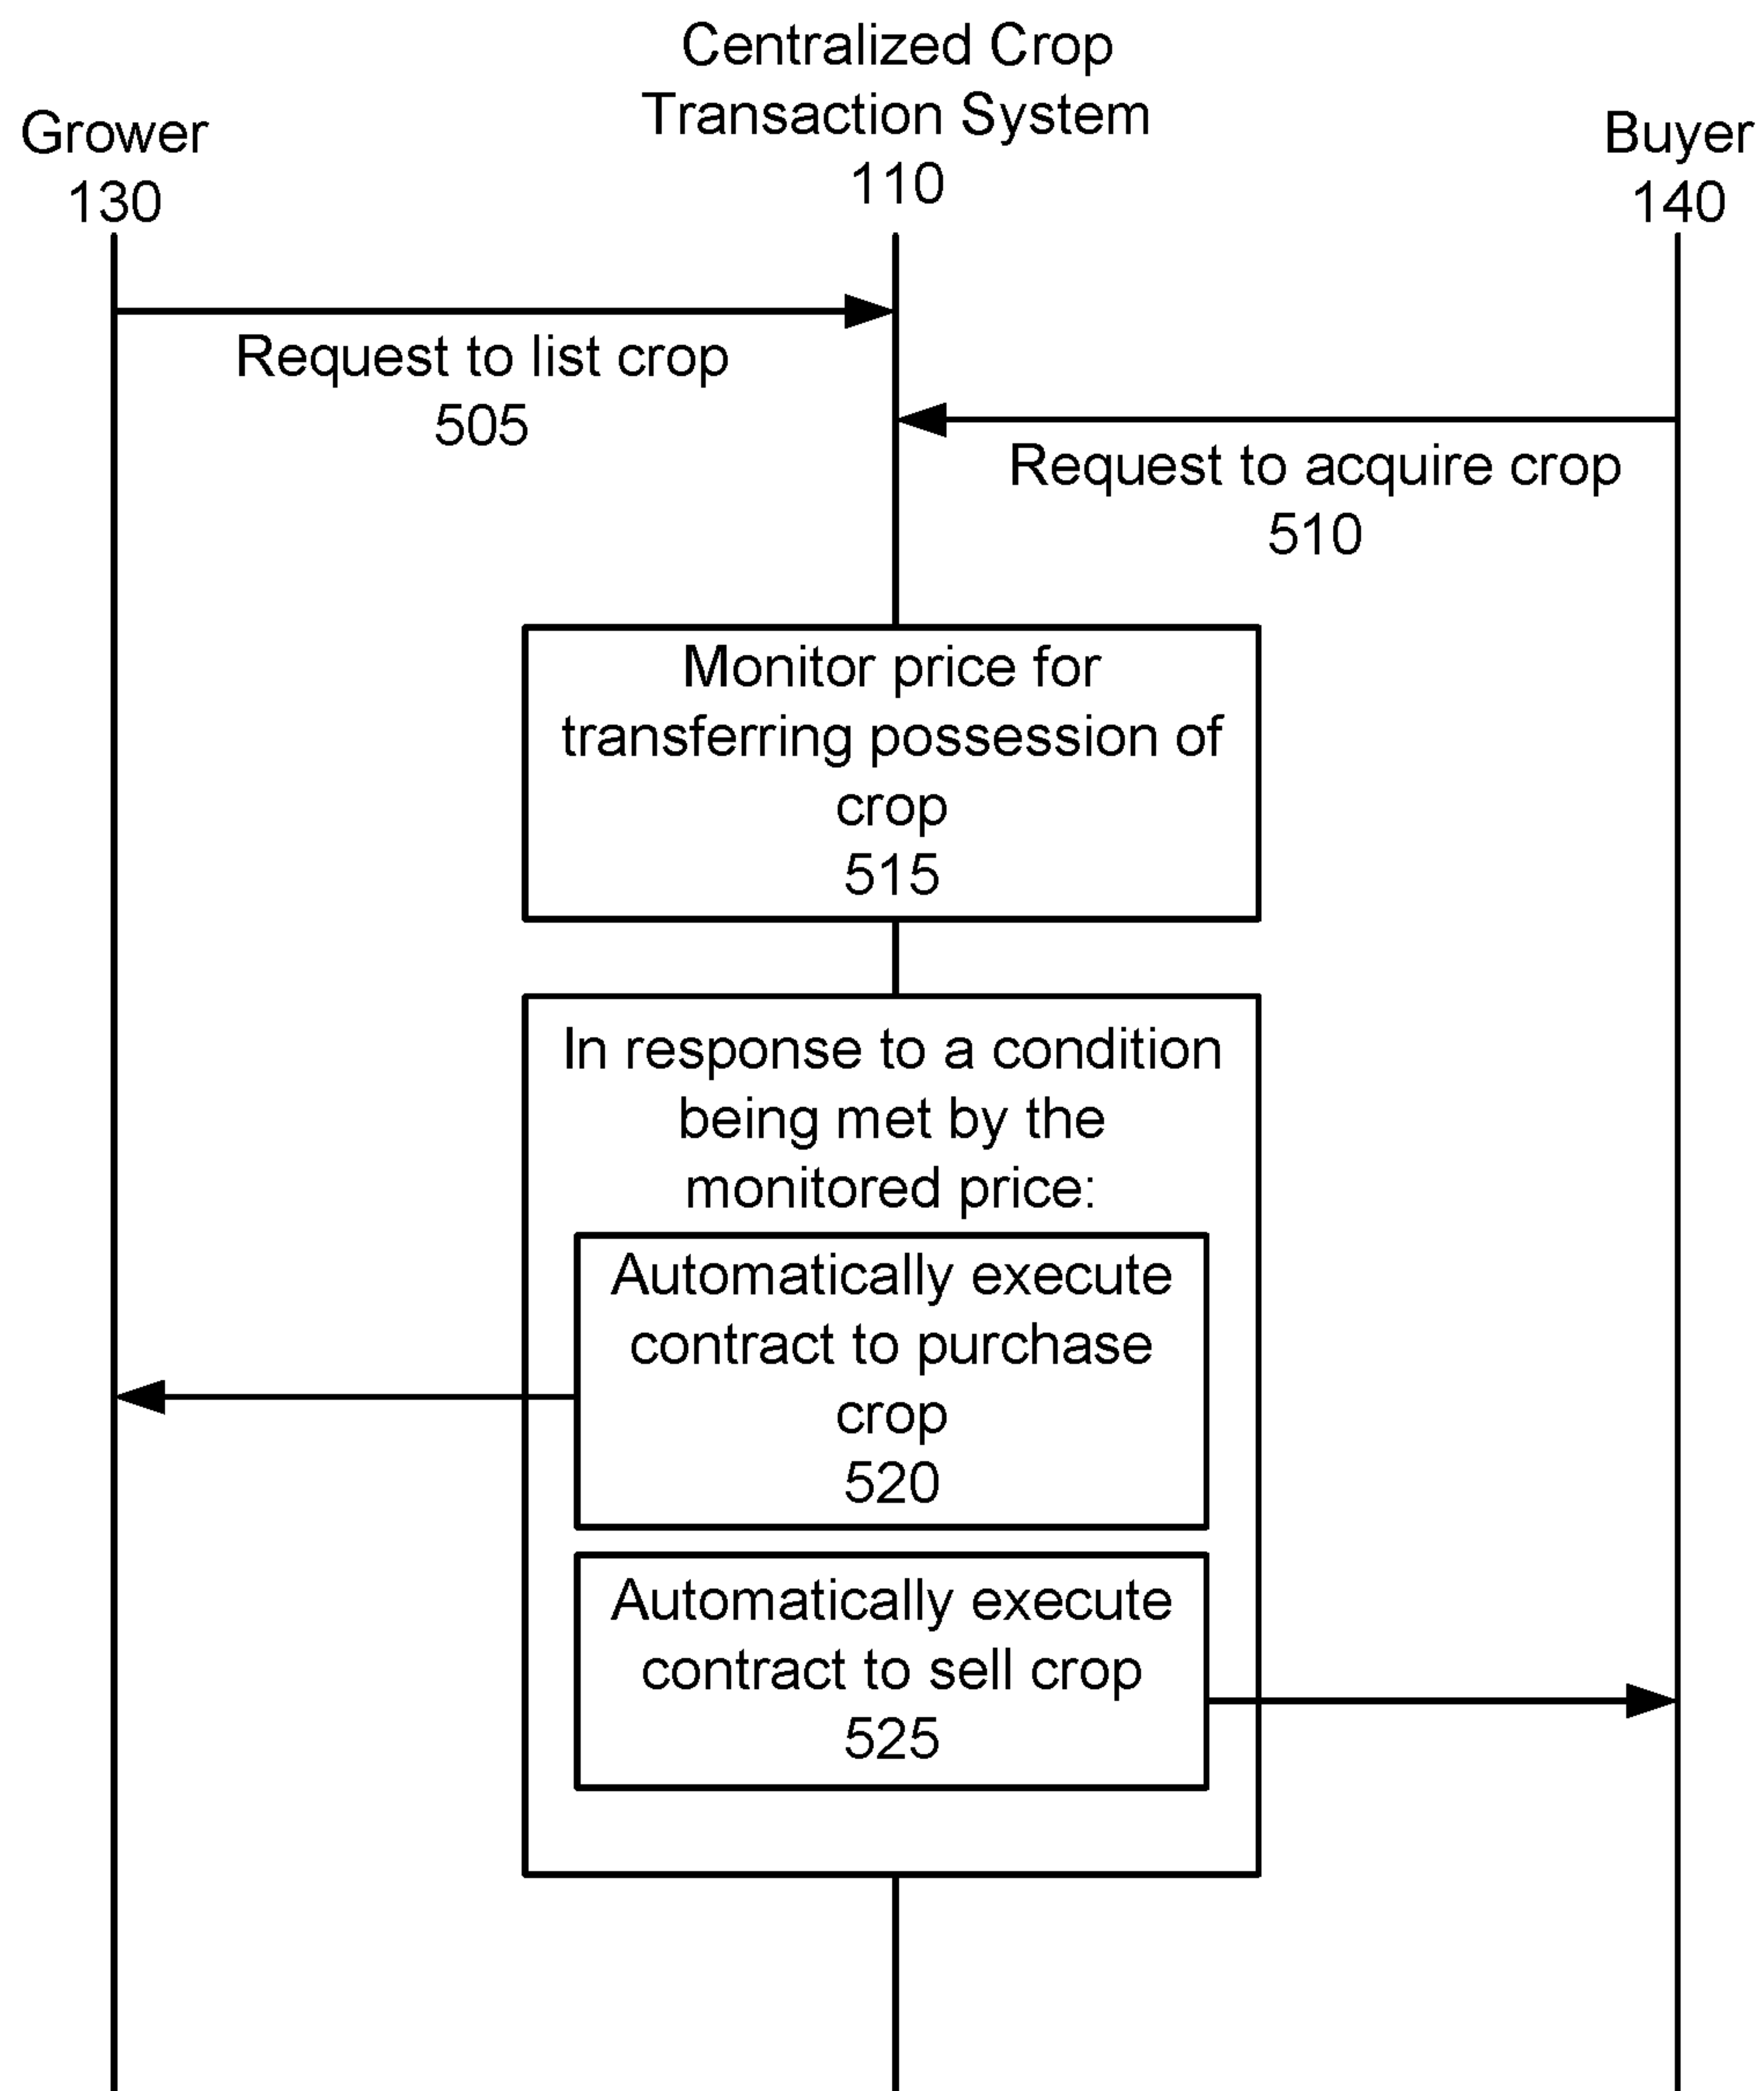 Centralized Crop
Transaction System
110
Grower
130
Buyer
140
Request to list crop
505
Request to acquire crop
510
Monitor price for
transferring possession of
crop
515
In response to a condition
being met by the
monitored price:
Automatically execute
contract to purchase
crop
520
Automatically execute
contract to sell crop
525